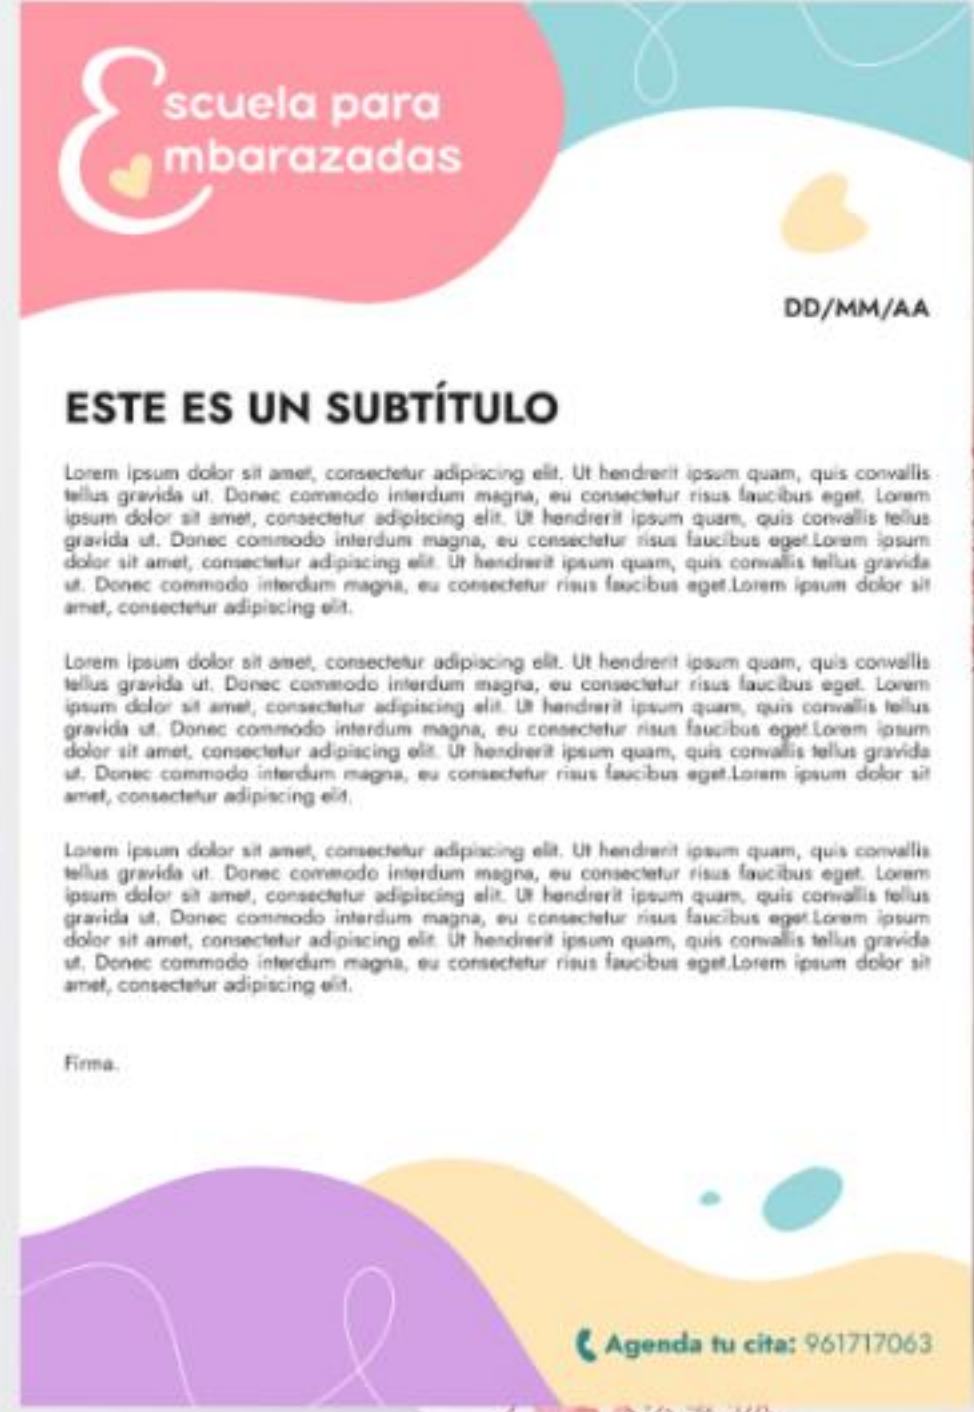 Escuela para
Embarazadas
DD/MM/AA
ESTE ES UN SUBTÍTULO
Lorem ipsum dolor sit amet, consectetur adipiscing elit. Ut hendrerit ipsum quam, quis convallis
tellus gravida ut. Donec commodo interdum magna, eu consectetur risus faucibus eget. Lorem
ipsum dolor sit amet, consectetur adipiscing elit. Ut hendrerit ipsum quam, quis convallis tellus
gravida ut. Donec commodo interdum magna, eu consectetur risus faucibus eget.Lorem ipsum
dolor sit amet, consectetur adipiscing elit. Ut hendrerit ipsum quam, quis convallis tellus gravida
ut. Donec commodo interdum magna, eu consectetur risus faucibus eget.Lorem ipsum dolor sit
amet, consectetur adipiscing elit.
Lorem ipsum dolor sit amet, consectetur adipiscing elit. Ut hendrerit ipsum quam, quis convallis
tellus gravida ut. Donec commodo interdum magna, eu consectetur risus faucibus eget. Lorem
ipsum dolor sit amet, consectetur adipiscing elit. Ut hendrerit ipsum quam, quis convallis tellus
gravida ut. Donec commodo interdum magna, eu consectetur risus faucibus eget.Lorem ipsum
dolor sit amet, consectetur adipiscing elit. Ut hendrerit ipsum quam, quis convallis tellus gravida
ut. Donec commodo interdum magna, eu consectetur risus faucibus eget.Lorem ipsum dolor sit
amet, consectetur adipiscing elit.
Lorem ipsum dolor sit amet, consectetur adipiscing elit. Ut hendrerit ipsum quam, quis convallis
tellus gravida ut. Donec commodo interdum magna, eu consectetur risus faucibus eget. Lorem
ipsum dolor sit amet, consectetur adipiscing elit. Ut hendrerit ipsum quam, quis convallis tellus
gravida ut. Donec commodo interdum magna, eu consectetur risus faucibus eget.Lorem ipsum
dolor sit amet, consectetur adipiscing elit. Ut hendrerit ipsum quam, quis convallis tellus gravida
ut. Donec commodo interdum magna, eu consectetur risus faucibus eget.Lorem ipsum dolor sit
amet, consectetur adipiscing elit.
Firma.
Agenda tu cita: 961717063